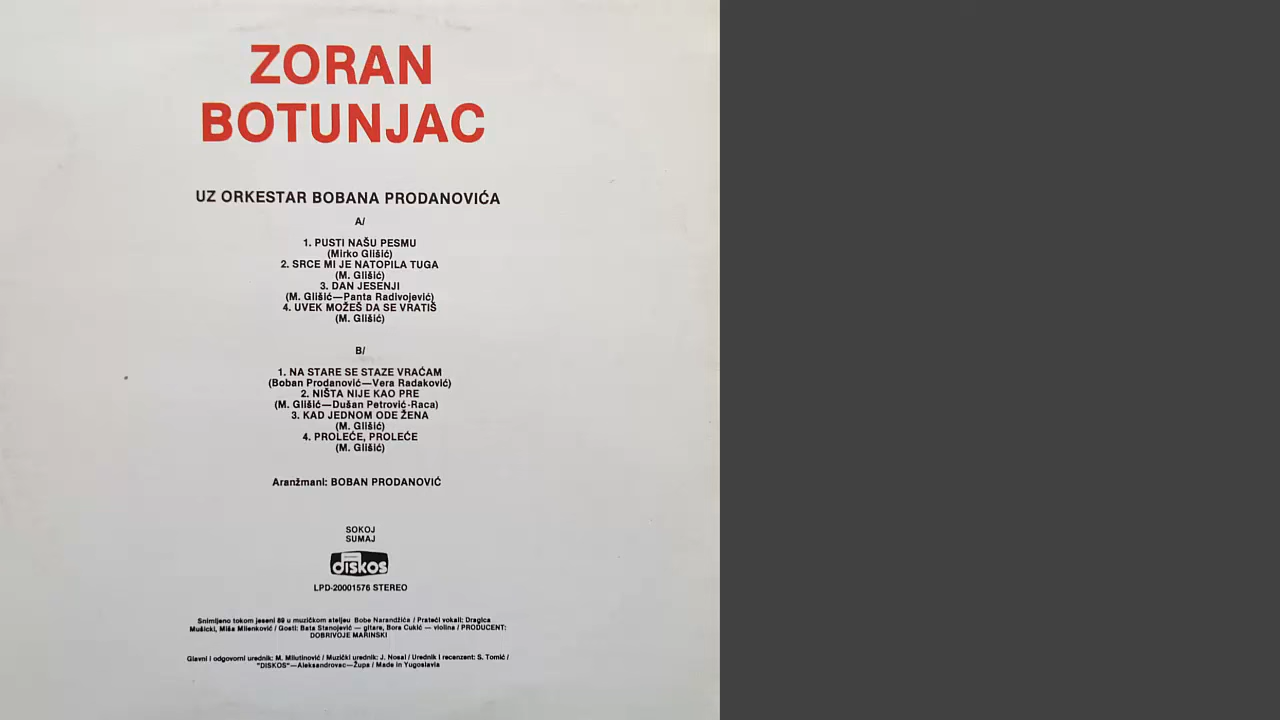 ZORAN
BOTUNJAC
UZ ORKESTAR BOBANA PRODANOVIĆA
A/
1. PUSTI NAŠU PESMU
(Mirko Glišić)
2. SRCE MI JE NATOPILA TUGA
(M. Glišić)
3. DAN JESENJI
(M. Glišić—Panta Radivojević)
4. UVEK MOŽEŠ DA SE VRATIŠ
(M. Glišić)
B/
1. NA STARE SE STAZE VRAĆAM
(Boban Prodanović—Vera Radaković)
2. NIŠTA NIJE KAO PRE
(M. Glišić—Dušan Petrović-Raca)
3. KAD JEDNOM ODE ŽENA
(M. Glišić)
4. PROLEĆE, PROLEĆE
(M. Glišić)
Aranžmani: BOBAN PRODANOVIĆ
SOKOJ
SUMAJ
diskos
LPD-20001576 STEREO
Snimljeno tokom jeseni 89 u muzičkom ateljeu Bobe Narandžića / Prateći vokali: Dragica
Mušicki, Miša Milenković / Gosti: Bata Stanojević — gitare, Bora Cukić — violina / PRODUCENT:
DOBRIVOJE MARINSKI
Glavni i odgovorni urednik: M. Milutinović / Muzički urednik: J. Nosal / Urednik i recenzent: S. Tomić /
"DISKOS"—Aleksandrovac—Župa / Made in Yugoslavia